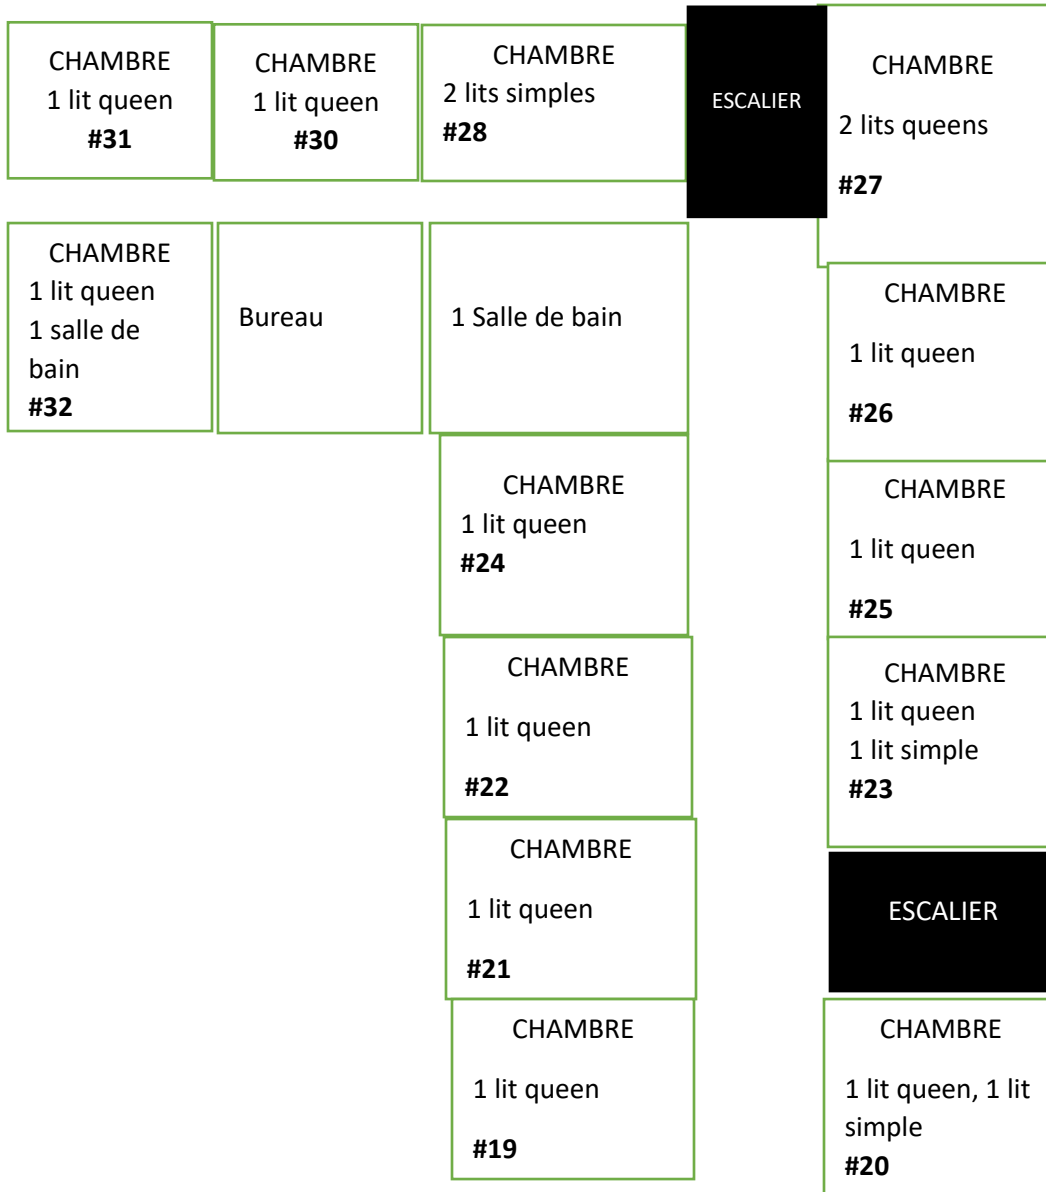 CHAMBRE
1 lit queen
#31
CHAMBRE
1 lit queen
#30
CHAMBRE
2 lits simples
#28
ESCALIER
CHAMBRE
2 lits queens
#27
CHAMBRE
1 lit queen
1 salle de
bain
#32
Bureau
1 Salle de bain
CHAMBRE
1 lit queen
#26
CHAMBRE
1 lit queen
#24
CHAMBRE
1 lit queen
#25
CHAMBRE
1 lit queen
#22
CHAMBRE
1 lit queen
1 lit simple
#23
CHAMBRE
1 lit queen
#21
ESCALIER
CHAMBRE
1 lit queen
#19
CHAMBRE
1 lit queen, 1 lit
simple
#20